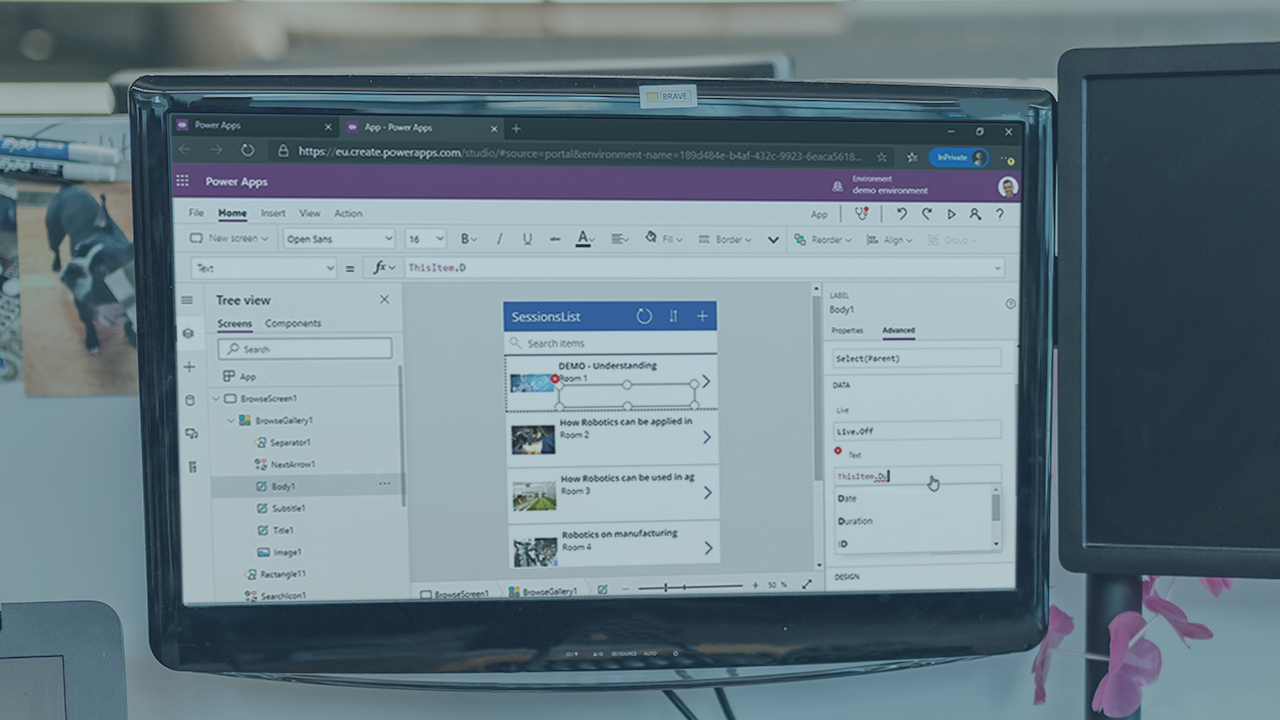 BRAVE
Power Apps
App - Power Apps
https://eu.create.powerapps.com/studio/#source=portal&environment-name=189d484e-b4af-432c-9923-6eaca5618...
InPrivate
Power Apps
Environment
demo environment
File Home Insert View Action
App
New screen
Open Sans
16
B / U abc A
Fill
Border
Reorder
Align
Group
Text
= fx
ThisItem.D
Tree view
Screens Components
Search
App
BrowseScreen1
BrowseGallery1
Separator1
NextArrow1
Body1
Subtitle1
Title1
Image1
Rectangle11
SearchIcon1
SessionsList
Search items
DEMO - Understanding
Room 1
How Robotics can be applied in
Room 2
How Robotics can be used in ag
Room 3
Robotics on manufacturing
Room 4
BrowseScreen1 BrowseGallery1
50 %
LABEL
Body1
Properties Advanced
Select(Parent)
DATA
Live
Live.Off
Text
ThisItem.Du
Date
Duration
ID
DESIGN
SOURCE AUTO